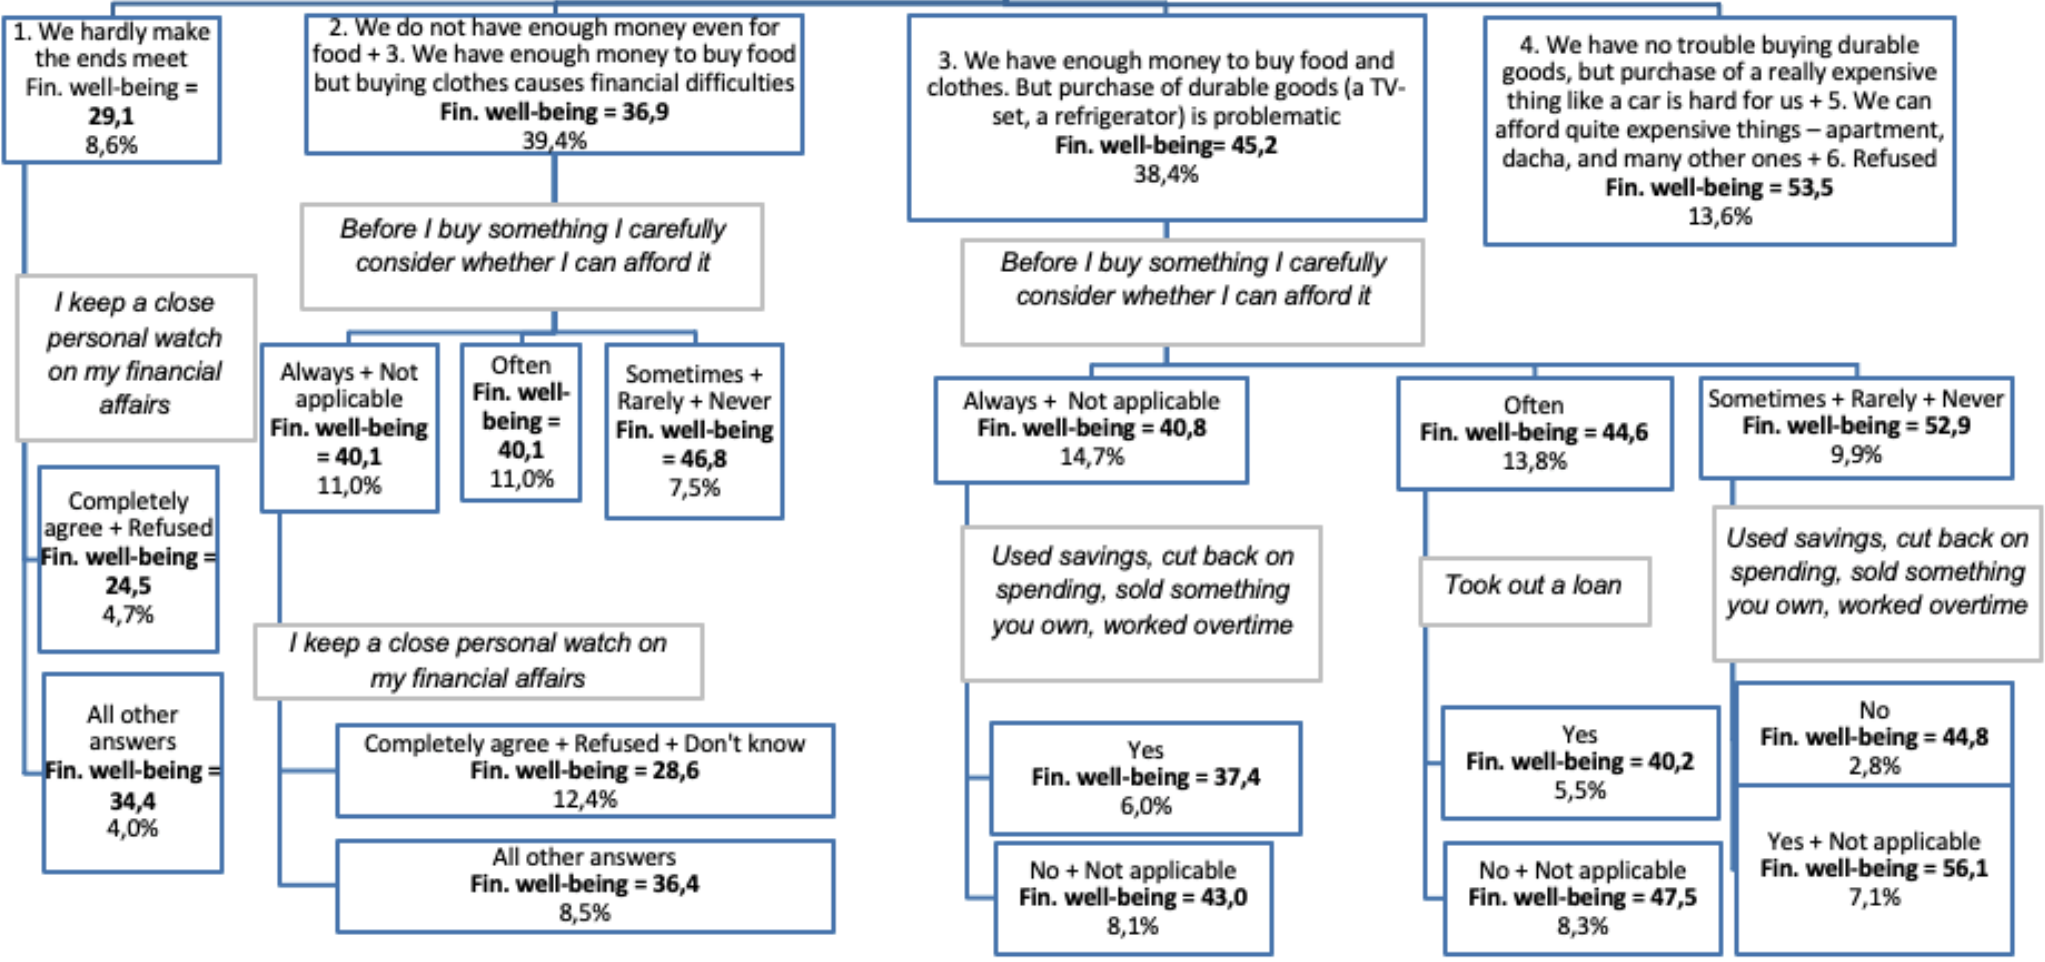 1. We hardly make
the ends meet
Fin. well-being =
29,1
8,6%
2. We do not have enough money even for
food + 3. We have enough money to buy food
but buying clothes causes financial difficulties
Fin. well-being = 36,9
39,4%
3. We have enough money to buy food and
clothes. But purchase of durable goods (a TV-
set, a refrigerator) is problematic
Fin. well-being= 45,2
38,4%
4. We have no trouble buying durable
goods, but purchase of a really expensive
thing like a car is hard for us + 5. We can
afford quite expensive things – apartment,
dacha, and many other ones + 6. Refused
Fin. well-being = 53,5
13,6%
I keep a close
personal watch
on my financial
affairs
Completely
agree + Refused
Fin. well-being =
24,5
4,7%
All other
answers
Fin. well-being =
34,4
4,0%
Before I buy something I carefully
consider whether I can afford it
Always + Not
applicable
Fin. well-being
= 40,1
11,0%
Often
Fin. well-
being =
40,1
11,0%
Sometimes +
Rarely + Never
Fin. well-being
= 46,8
7,5%
I keep a close personal watch on
my financial affairs
Completely agree + Refused + Don't know
Fin. well-being = 28,6
12,4%
All other answers
Fin. well-being = 36,4
8,5%
Before I buy something I carefully
consider whether I can afford it
Always + Not applicable
Fin. well-being = 40,8
14,7%
Often
Fin. well-being = 44,6
13,8%
Sometimes + Rarely + Never
Fin. well-being = 52,9
9,9%
Used savings, cut back on
spending, sold something
you own, worked overtime
Yes
Fin. well-being = 37,4
6,0%
No + Not applicable
Fin. well-being = 43,0
8,1%
Took out a loan
Yes
Fin. well-being = 40,2
5,5%
No + Not applicable
Fin. well-being = 47,5
8,3%
Used savings, cut back on
spending, sold something
you own, worked overtime
No
Fin. well-being = 44,8
2,8%
Yes + Not applicable
Fin. well-being = 56,1
7,1%